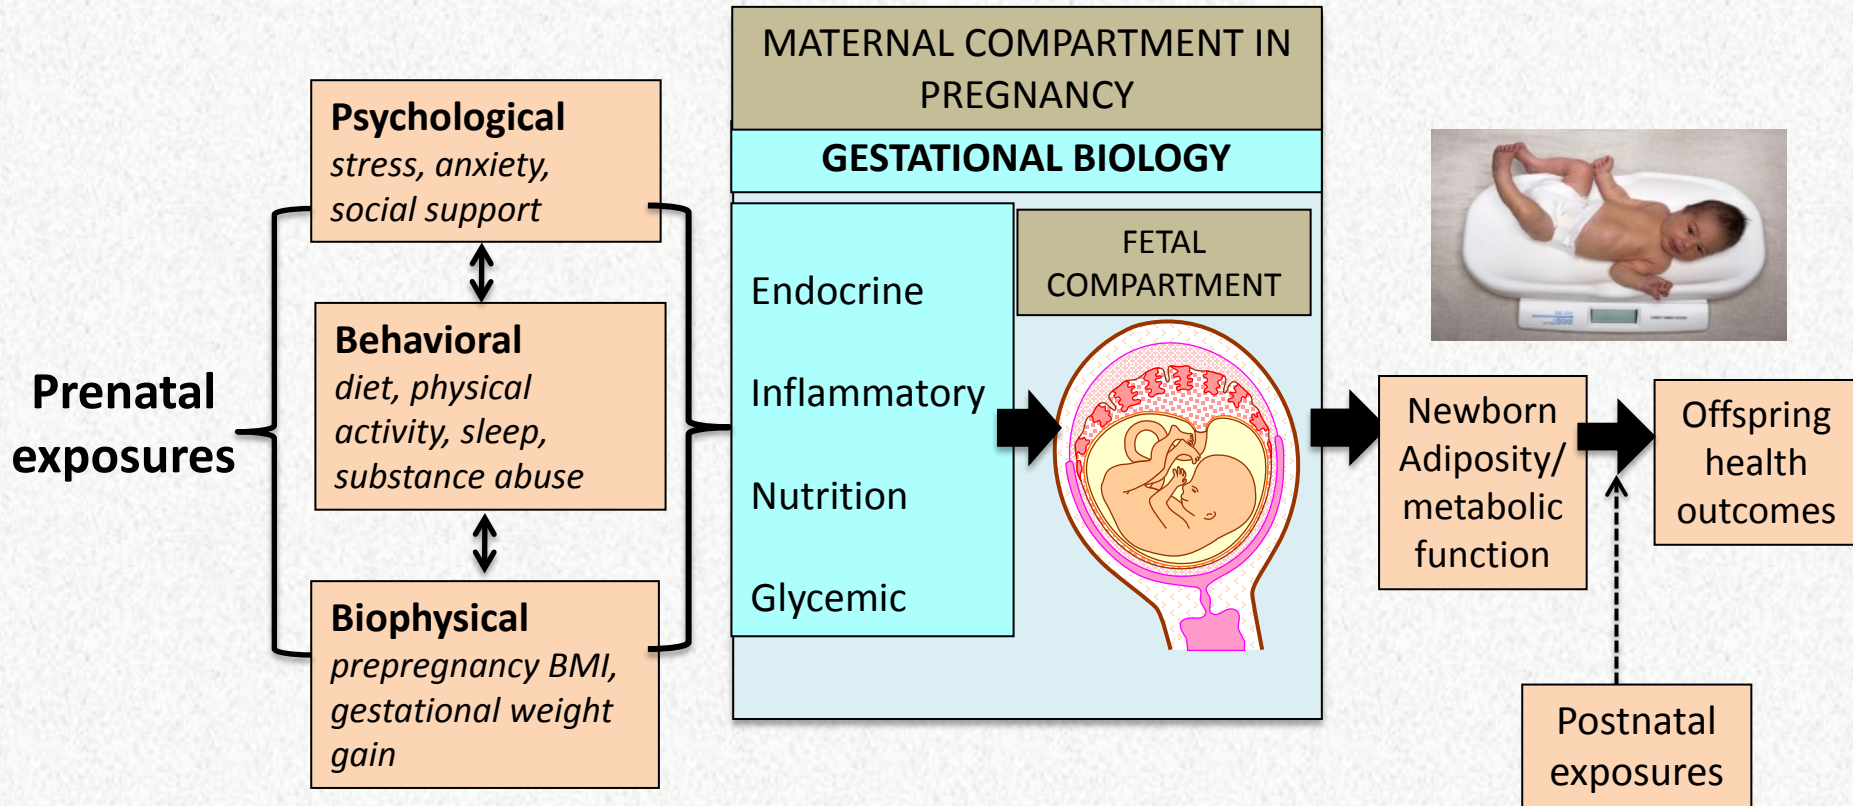 Prenatal
exposures
Psychological
stress, anxiety,
social support
Behavioral
diet, physical
activity, sleep,
substance abuse
Biophysical
prepregnancy BMI,
gestational weight
gain
MATERNAL COMPARTMENT IN
PREGNANCY
GESTATIONAL BIOLOGY
Endocrine
Inflammatory
Nutrition
Glycemic
FETAL
COMPARTMENT
Newborn
Adiposity/
metabolic
function
Offspring
health
outcomes
Postnatal
exposures